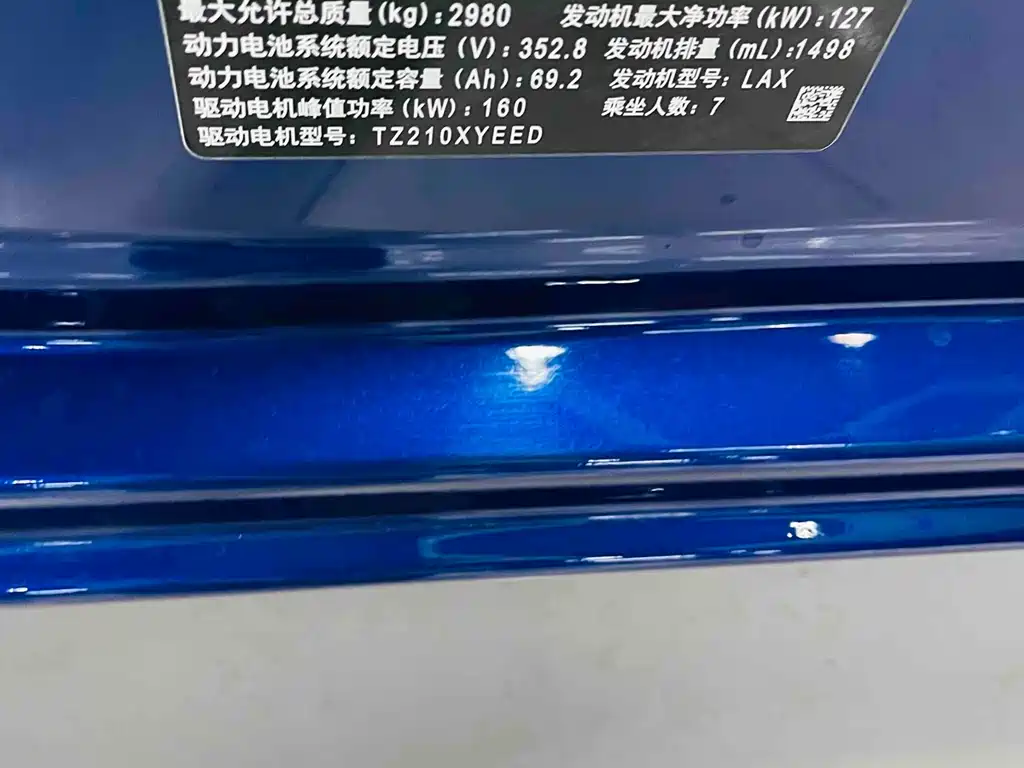 最大允许总质量(kg):2980 发动机最大净功率(kW):127
动力电池系统额定电压(V):352.8 发动机排量(mL):1498
动力电池系统额定容量(Ah):69.2 发动机型号:LAX
驱动电机峰值功率(kW):160 乘坐人数:7
驱动电机型号:TZ210XYEED